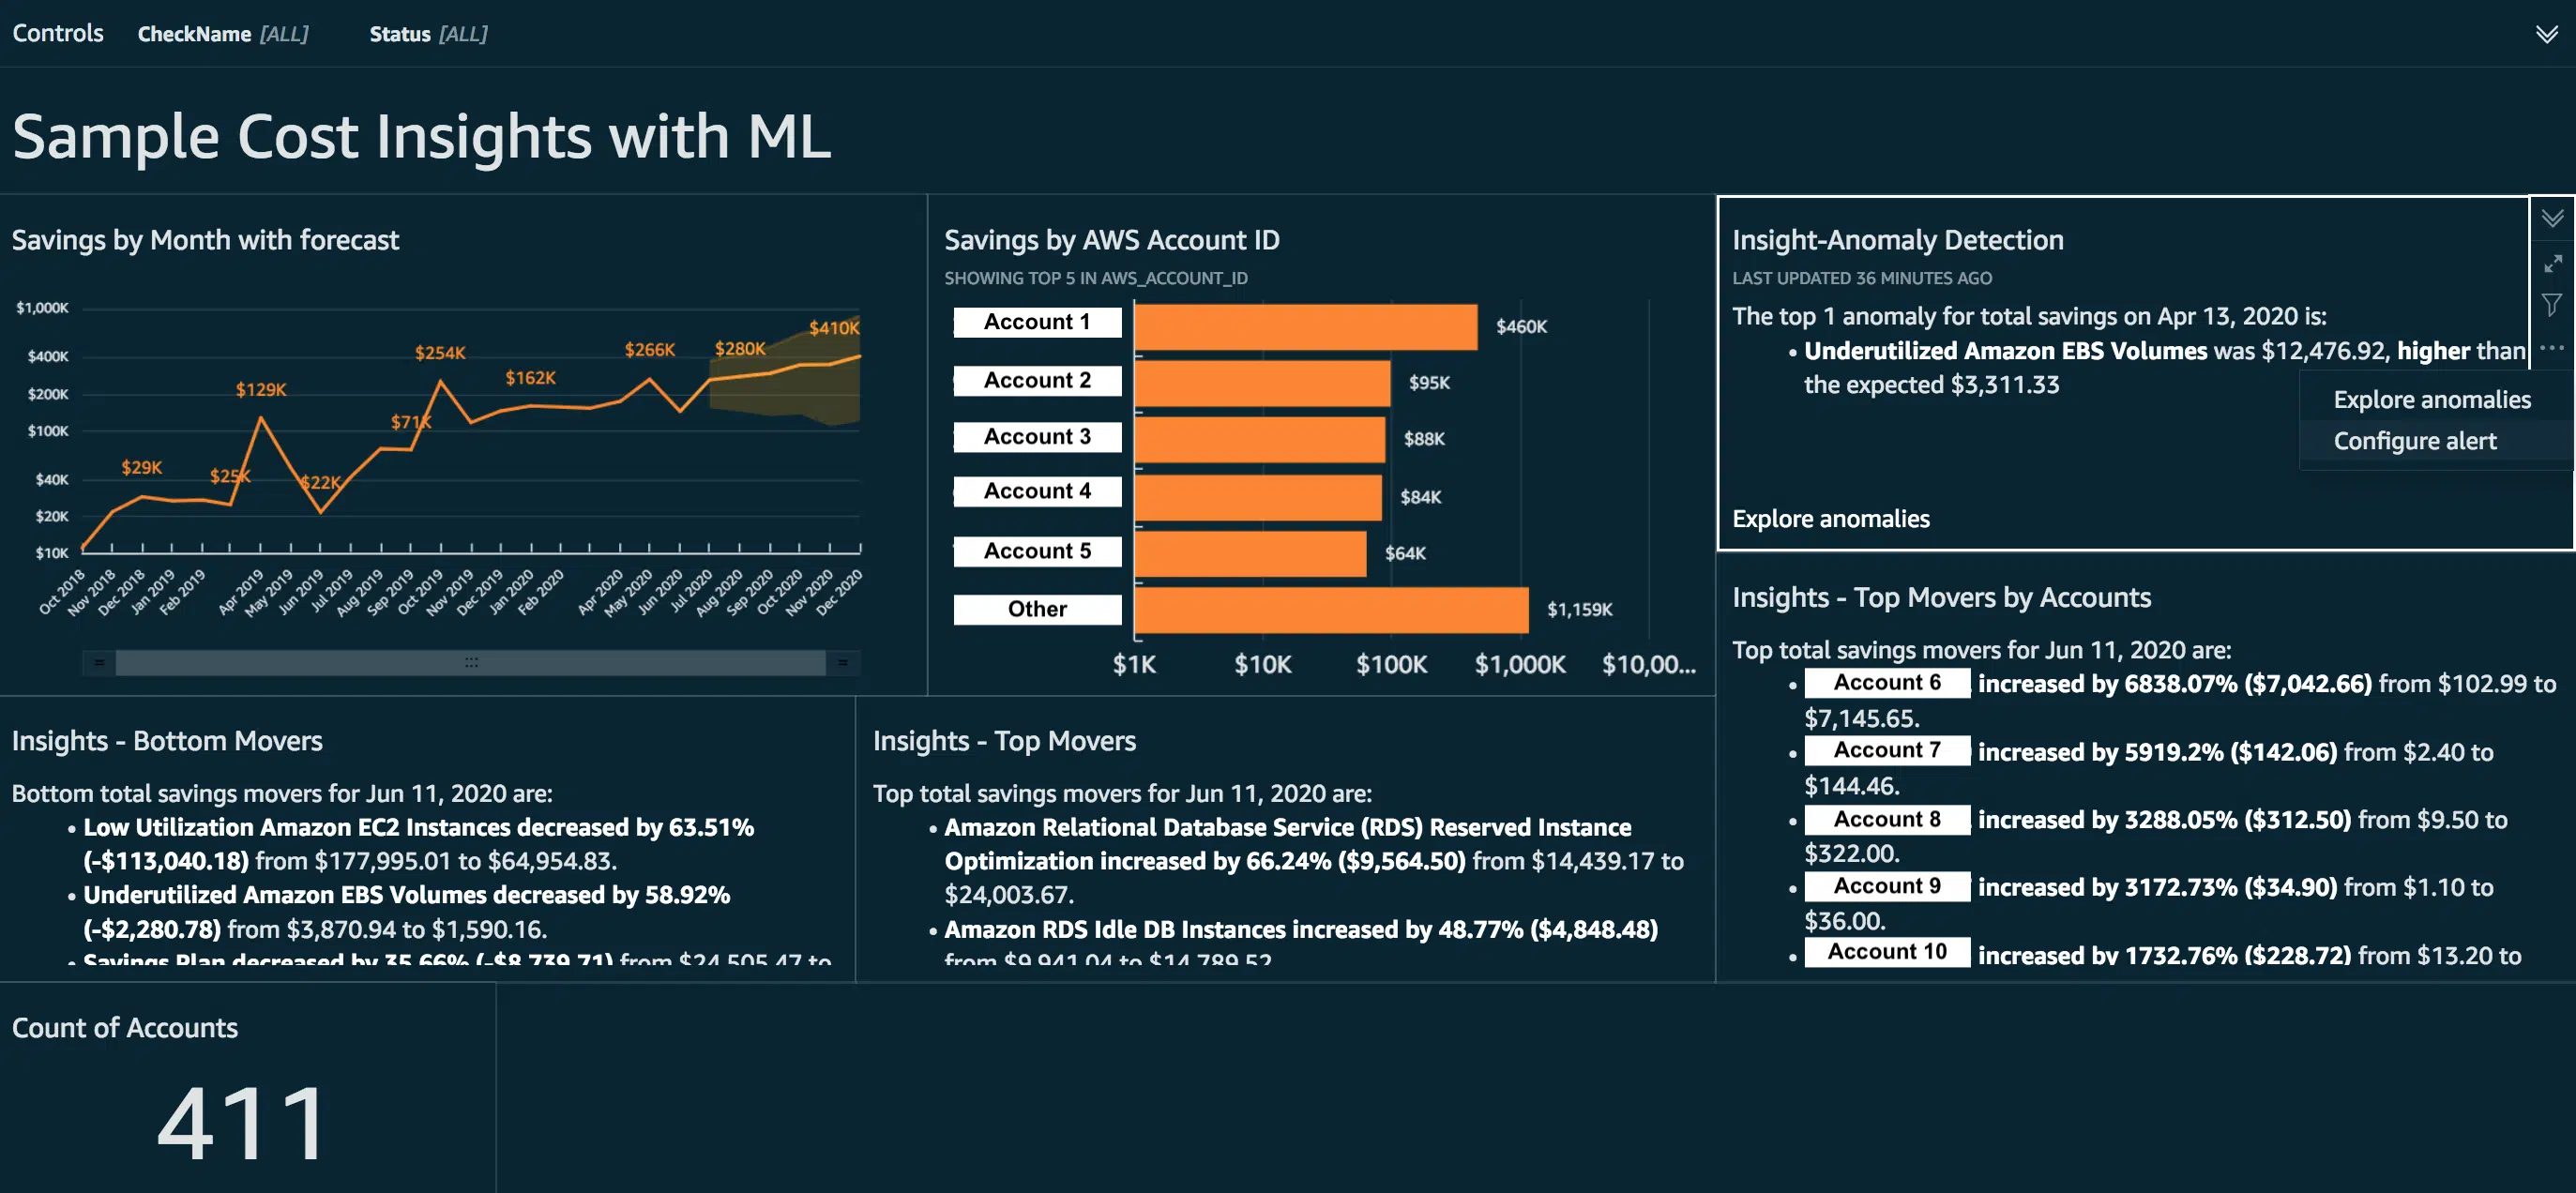 Controls CheckName [ALL] Status [ALL]
Sample Cost Insights with ML
Savings by Month with forecast
$1,000K
$400K
$200K
$100K
$40K
$20K
$10K
$29K
$25K
$129K
$22K
$71K
$254K
$162K
$266K
$280K
$410K
Oct 2018
Nov 2018
Dec 2018
Jan 2019
Feb 2019
Apr 2019
May 2019
Jun 2019
Jul 2019
Aug 2019
Sep 2019
Oct 2019
Nov 2019
Dec 2019
Jan 2020
Feb 2020
Apr 2020
May 2020
Jun 2020
Jul 2020
Aug 2020
Sep 2020
Oct 2020
Nov 2020
Dec 2020
Savings by AWS Account ID
SHOWING TOP 5 IN AWS_ACCOUNT_ID
Account 1 $460K
Account 2 $95K
Account 3 $88K
Account 4 $84K
Account 5 $64K
Other $1,159K
$1K $10K $100K $1,000K $10,00...
Insight-Anomaly Detection
LAST UPDATED 36 MINUTES AGO
The top 1 anomaly for total savings on Apr 13, 2020 is:
• Underutilized Amazon EBS Volumes was $12,476.92, higher than
the expected $3,311.33
Explore anomalies
Configure alert
Explore anomalies
Insights - Top Movers by Accounts
Top total savings movers for Jun 11, 2020 are:
• Account 6 increased by 6838.07% ($7,042.66) from $102.99 to
$7,145.65.
• Account 7 increased by 5919.2% ($142.06) from $2.40 to
$144.46.
• Account 8 increased by 3288.05% ($312.50) from $9.50 to
$322.00.
• Account 9 increased by 3172.73% ($34.90) from $1.10 to
$36.00.
• Account 10 increased by 1732.76% ($228.72) from $13.20 to
Insights - Bottom Movers
Bottom total savings movers for Jun 11, 2020 are:
• Low Utilization Amazon EC2 Instances decreased by 63.51%
(-$113,040.18) from $177,995.01 to $64,954.83.
• Underutilized Amazon EBS Volumes decreased by 58.92%
(-$2,280.78) from $3,870.94 to $1,590.16.
• Savings Plan decreased by 35.66% (-$8,739.71) from $24,505.47 to
Insights - Top Movers
Top total savings movers for Jun 11, 2020 are:
• Amazon Relational Database Service (RDS) Reserved Instance
Optimization increased by 66.24% ($9,564.50) from $14,439.17 to
$24,003.67.
• Amazon RDS Idle DB Instances increased by 48.77% ($4,848.48)
from $9,941.04 to $14,789.52
Count of Accounts
411